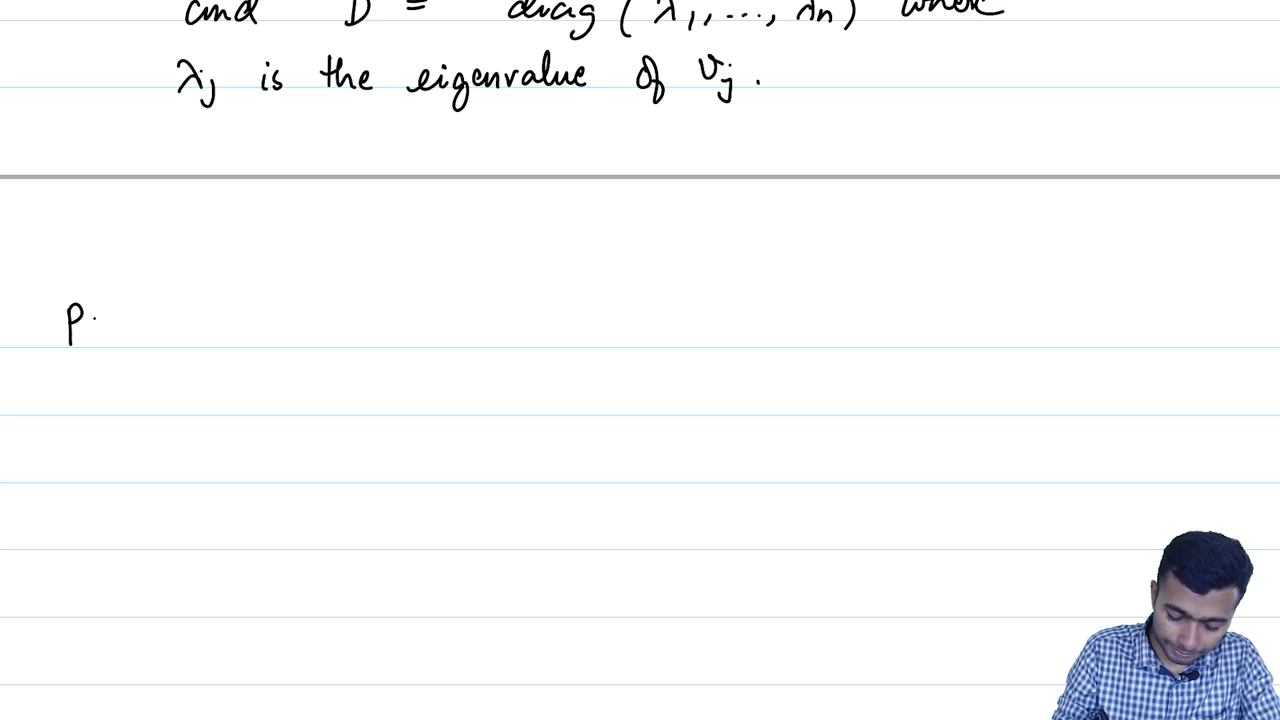 and D = diag (λ₁, ..., λₙ) where
λⱼ is the eigenvalue of vⱼ.
P